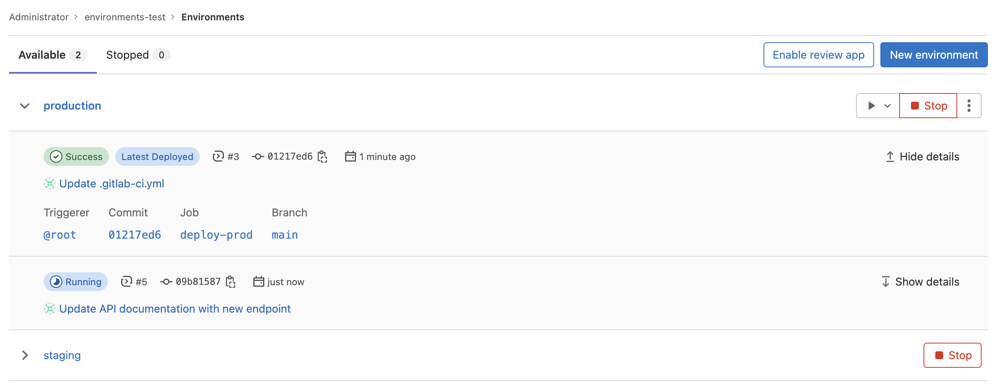 Administrator > environments-test > Environments
Available 2 Stopped 0 Enable review app New environment
production Stop
Success Latest Deployed #3 01217ed6 1 minute ago Hide details
Update .gitlab-ci.yml
Triggerer Commit Job Branch
@root 01217ed6 deploy-prod main
Running #5 09b81587 just now Show details
Update API documentation with new endpoint
staging Stop